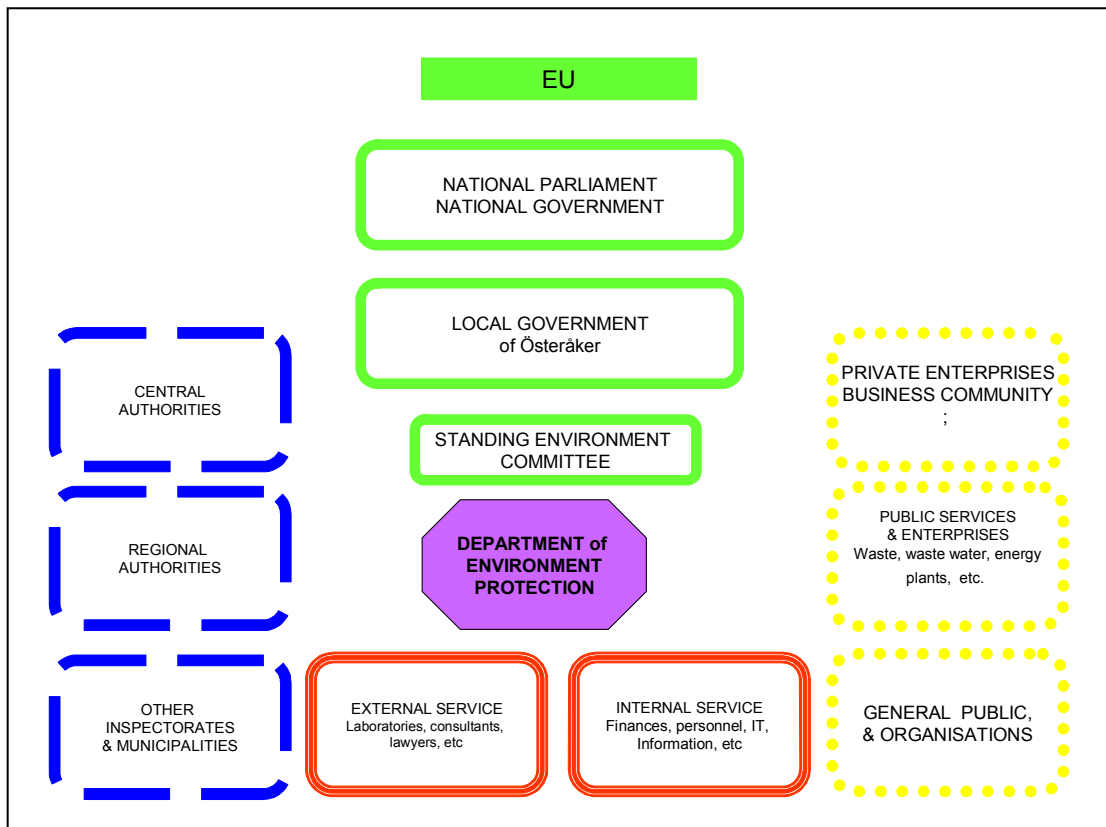 EU
NATIONAL PARLIAMENT
NATIONAL GOVERNMENT
LOCAL GOVERNMENT
of Österåker
CENTRAL
AUTHORITIES
PRIVATE ENTERPRISES
BUSINESS COMMUNITY
;
STANDING ENVIRONMENT
COMMITTEE
REGIONAL
AUTHORITIES
DEPARTMENT of
ENVIRONMENT
PROTECTION
PUBLIC SERVICES
& ENTERPRISES
Waste, waste water, energy
plants, etc.
OTHER
INSPECTORATES
& MUNICIPALITIES
EXTERNAL SERVICE
Laboratories, consultants,
lawyers, etc
INTERNAL SERVICE
Finances, personnel, IT,
Information, etc
GENERAL PUBLIC,
& ORGANISATIONS